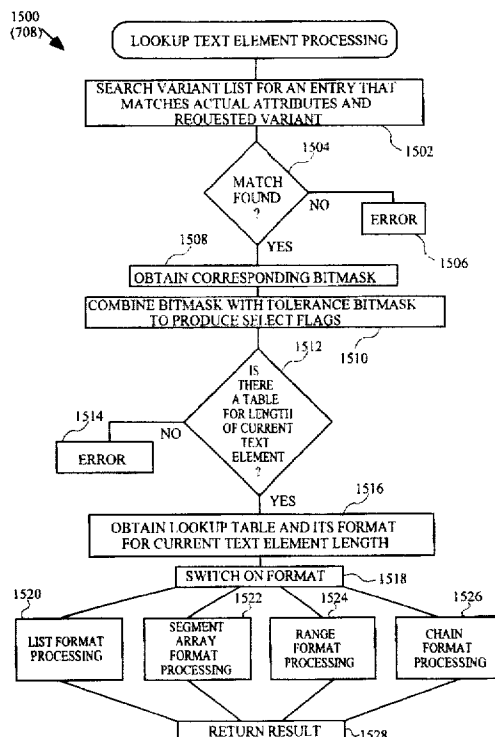 1500
(708)
LOOKUP TEXT ELEMENT PROCESSING
SEARCH VARIANT LIST FOR AN ENTRY THAT
MATCHES ACTUAL ATTRIBUTES AND
REQUESTED VARIANT
1502
1504
MATCH
FOUND
?
NO
ERROR
1506
YES
1508
OBTAIN CORRESPONDING BITMASK
COMBINE BITMASK WITH TOLERANCE BITMASK
TO PRODUCE SELECT FLAGS
1510
1512
IS
THERE
A TABLE
FOR LENGTH
OF CURRENT
TEXT
ELEMENT
?
NO
1514
ERROR
YES
1516
OBTAIN LOOKUP TABLE AND ITS FORMAT
FOR CURRENT TEXT ELEMENT LENGTH
SWITCH ON FORMAT
1518
1520
LIST FORMAT
PROCESSING
1522
SEGMENT
ARRAY
FORMAT
PROCESSING
1524
RANGE
FORMAT
PROCESSING
1526
CHAIN
FORMAT
PROCESSING
RETURN RESULT
1528